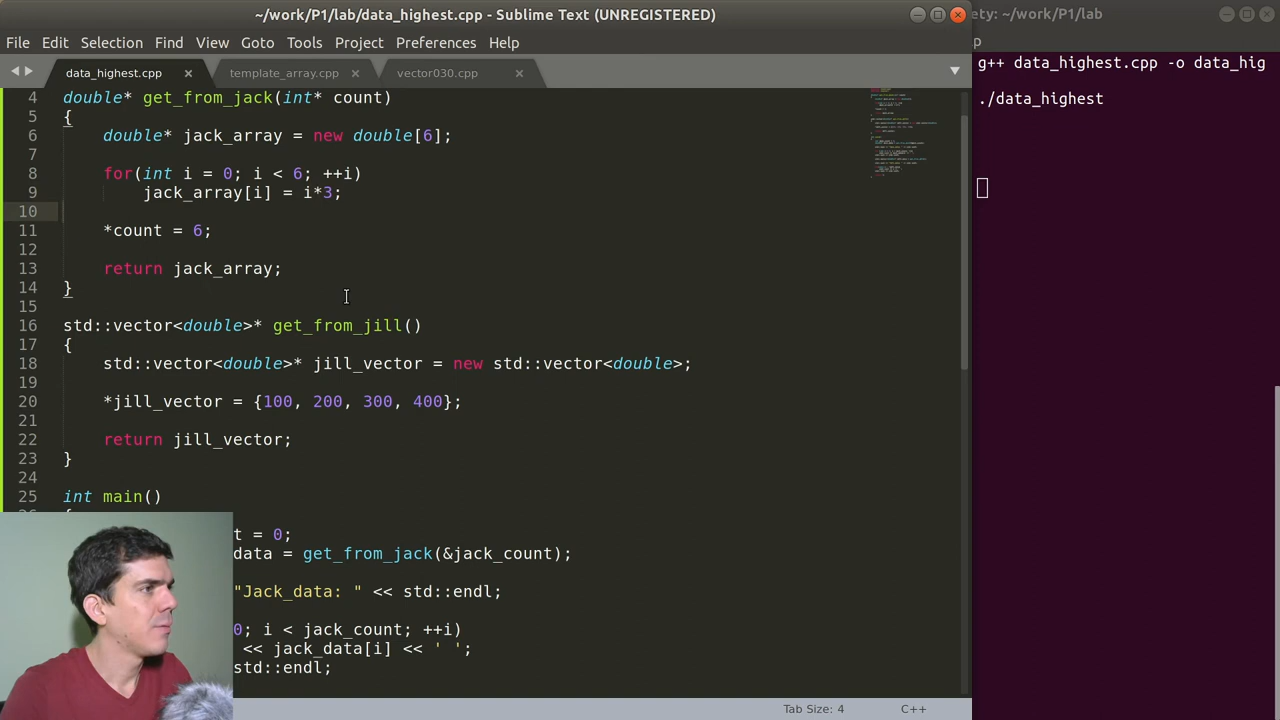 ~/work/P1/lab/data_highest.cpp - Sublime Text (UNREGISTERED)
ety: ~/work/P1/lab
File Edit Selection Find View Goto Tools Project Preferences Help
p
data_highest.cpp template_array.cpp vector030.cpp
g++ data_highest.cpp -o data_hig
./data_highest
4 double* get_from_jack(int* count)
5 {
6 double* jack_array = new double[6];
7
8 for(int i = 0; i < 6; ++i)
9 jack_array[i] = i*3;
10
11 *count = 6;
12
13 return jack_array;
14 }
15
16 std::vector<double>* get_from_jill()
17 {
18 std::vector<double>* jill_vector = new std::vector<double>;
19
20 *jill_vector = {100, 200, 300, 400};
21
22 return jill_vector;
23 }
24
25 int main()
t = 0;
data = get_from_jack(&jack_count);
"Jack_data: " << std::endl;
0; i < jack_count; ++i)
<< jack_data[i] << ' ';
std::endl;
Tab Size: 4 C++